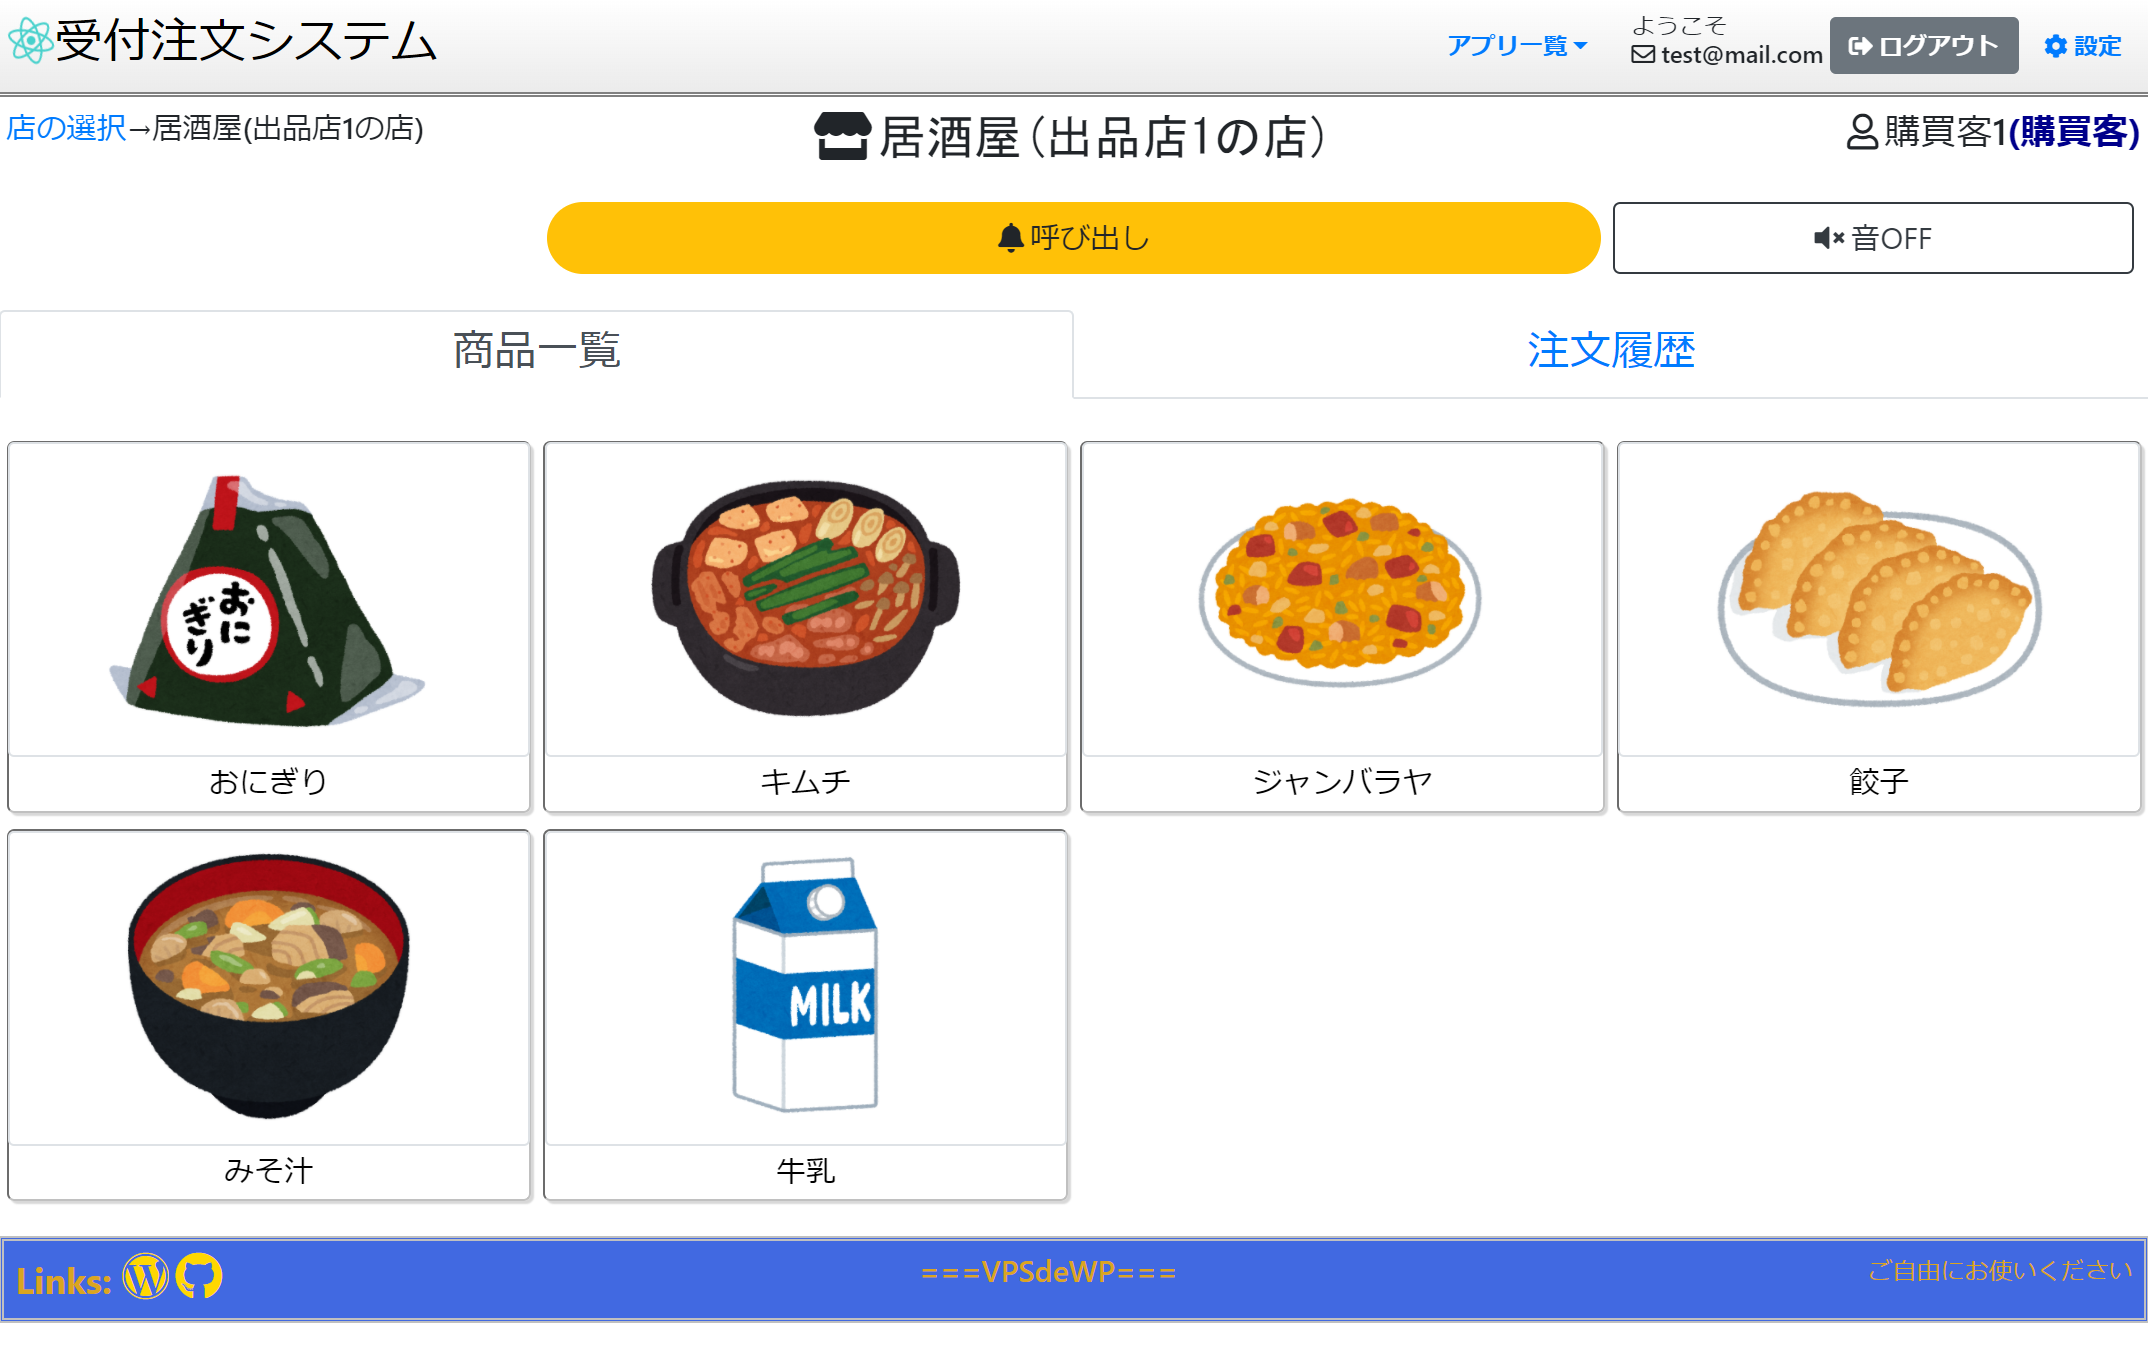 受付注文システム
アプリ一覧
ようこそ
test@mail.com
ログアウト
設定
店の選択→居酒屋(出品店1の店)
居酒屋(出品店1の店)
購買客1(購買客)
呼び出し
音OFF
商品一覧
注文履歴
おに
ぎり
おにぎり
キムチ
ジャンバラヤ
餃子
みそ汁
MILK
牛乳
Links:
===VPSdeWP===
ご自由にお使いください